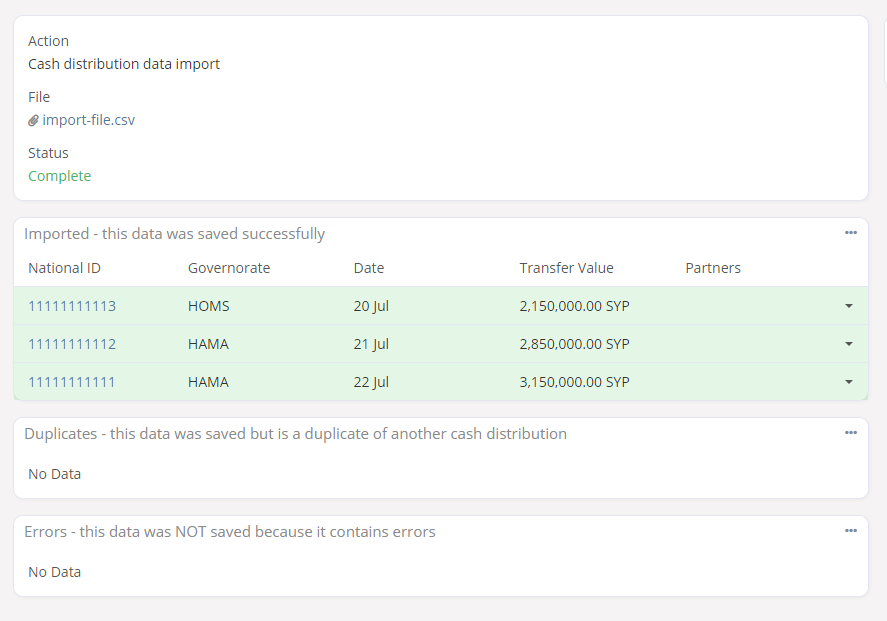 Action
Cash distribution data import
File
import-file.csv
Status
Complete
Imported - this data was saved successfully
National ID Governorate Date Transfer Value Partners
11111111113 HOMS 20 Jul 2,150,000.00 SYP
11111111112 HAMA 21 Jul 2,850,000.00 SYP
11111111111 HAMA 22 Jul 3,150,000.00 SYP
Duplicates - this data was saved but is a duplicate of another cash distribution
No Data
Errors - this data was NOT saved because it contains errors
No Data